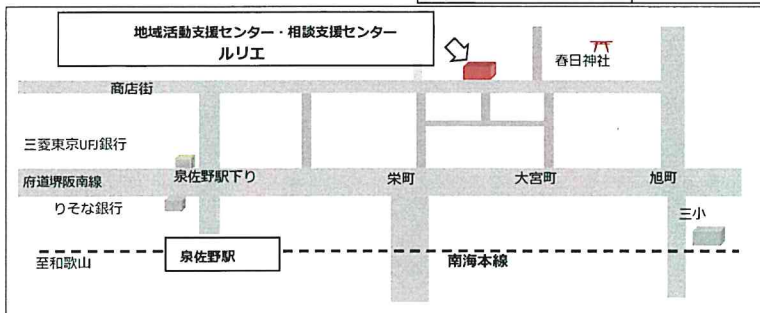 地域活動支援センター・相談支援センター
ルリエ
春日神社
商店街
三菱東京UFJ銀行
府道堺阪南線
泉佐野駅下り
栄町
大宮町
旭町
りそな銀行
三小
至和歌山
泉佐野駅
南海本線